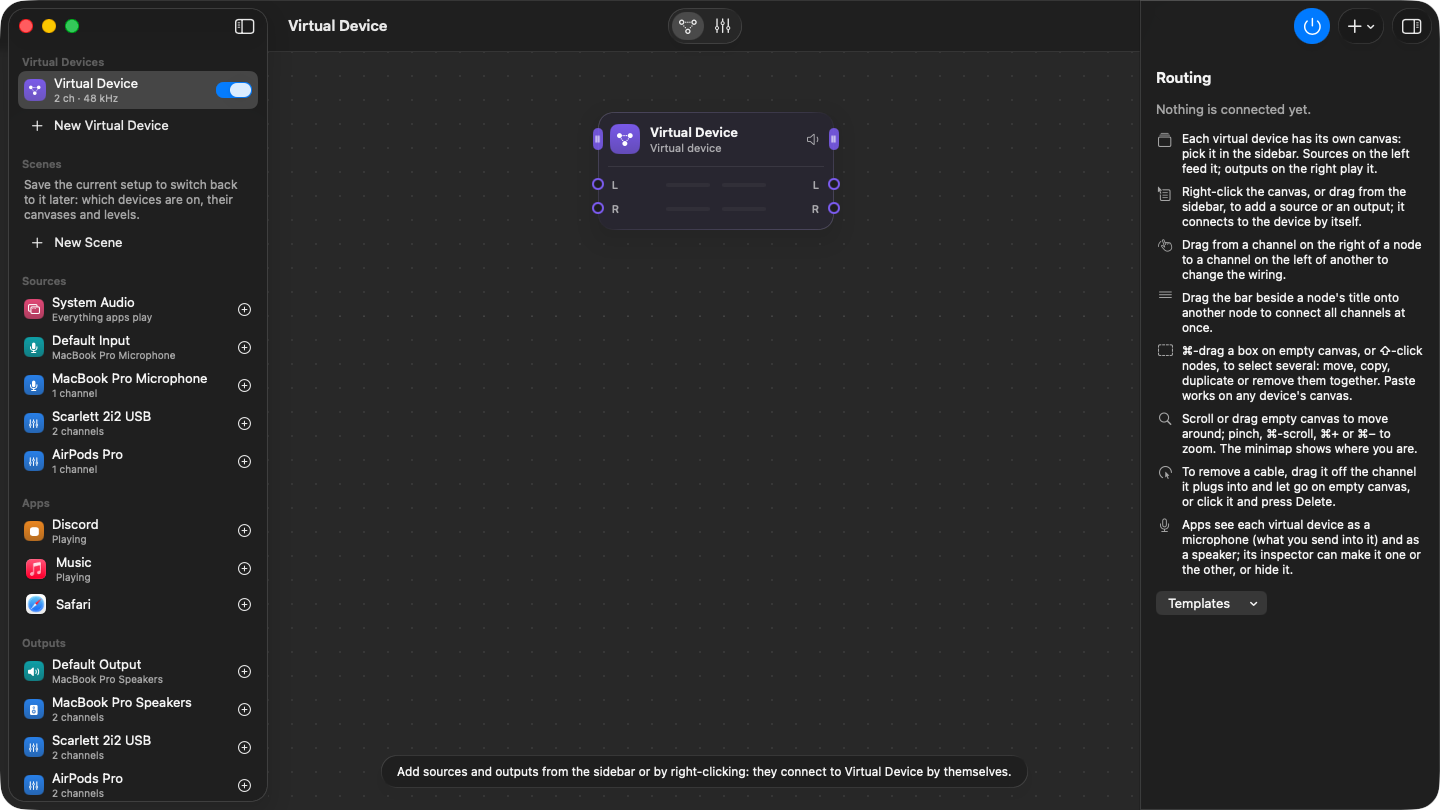 Virtual Devices
Virtual Device
2 ch · 48 kHz
New Virtual Device
Scenes
Save the current setup to switch back
to it later: which devices are on, their
canvases and levels.
New Scene
Sources
System Audio
Everything apps play
Default Input
MacBook Pro Microphone
MacBook Pro Microphone
1 channel
Scarlett 2i2 USB
2 channels
AirPods Pro
1 channel
Apps
Discord
Playing
Music
Playing
Safari
Outputs
Default Output
MacBook Pro Speakers
MacBook Pro Speakers
2 channels
Scarlett 2i2 USB
2 channels
AirPods Pro
2 channels
Virtual Device
Virtual Device
Virtual device
L L
R R
Add sources and outputs from the sidebar or by right-clicking: they connect to Virtual Device by themselves.
Routing
Nothing is connected yet.
Each virtual device has its own canvas:
pick it in the sidebar. Sources on the left
feed it; outputs on the right play it.
Right-click the canvas, or drag from the
sidebar, to add a source or an output; it
connects to the device by itself.
Drag from a channel on the right of a node
to a channel on the left of another to
change the wiring.
Drag the bar beside a node's title onto
another node to connect all channels at
once.
⌘-drag a box on empty canvas, or ⇧-click
nodes, to select several: move, copy,
duplicate or remove them together. Paste
works on any device's canvas.
Scroll or drag empty canvas to move
around; pinch, ⌘-scroll, ⌘+ or ⌘− to
zoom. The minimap shows where you are.
To remove a cable, drag it off the channel
it plugs into and let go on empty canvas,
or click it and press Delete.
Apps see each virtual device as a
microphone (what you send into it) and as
a speaker; its inspector can make it one or
the other, or hide it.
Templates